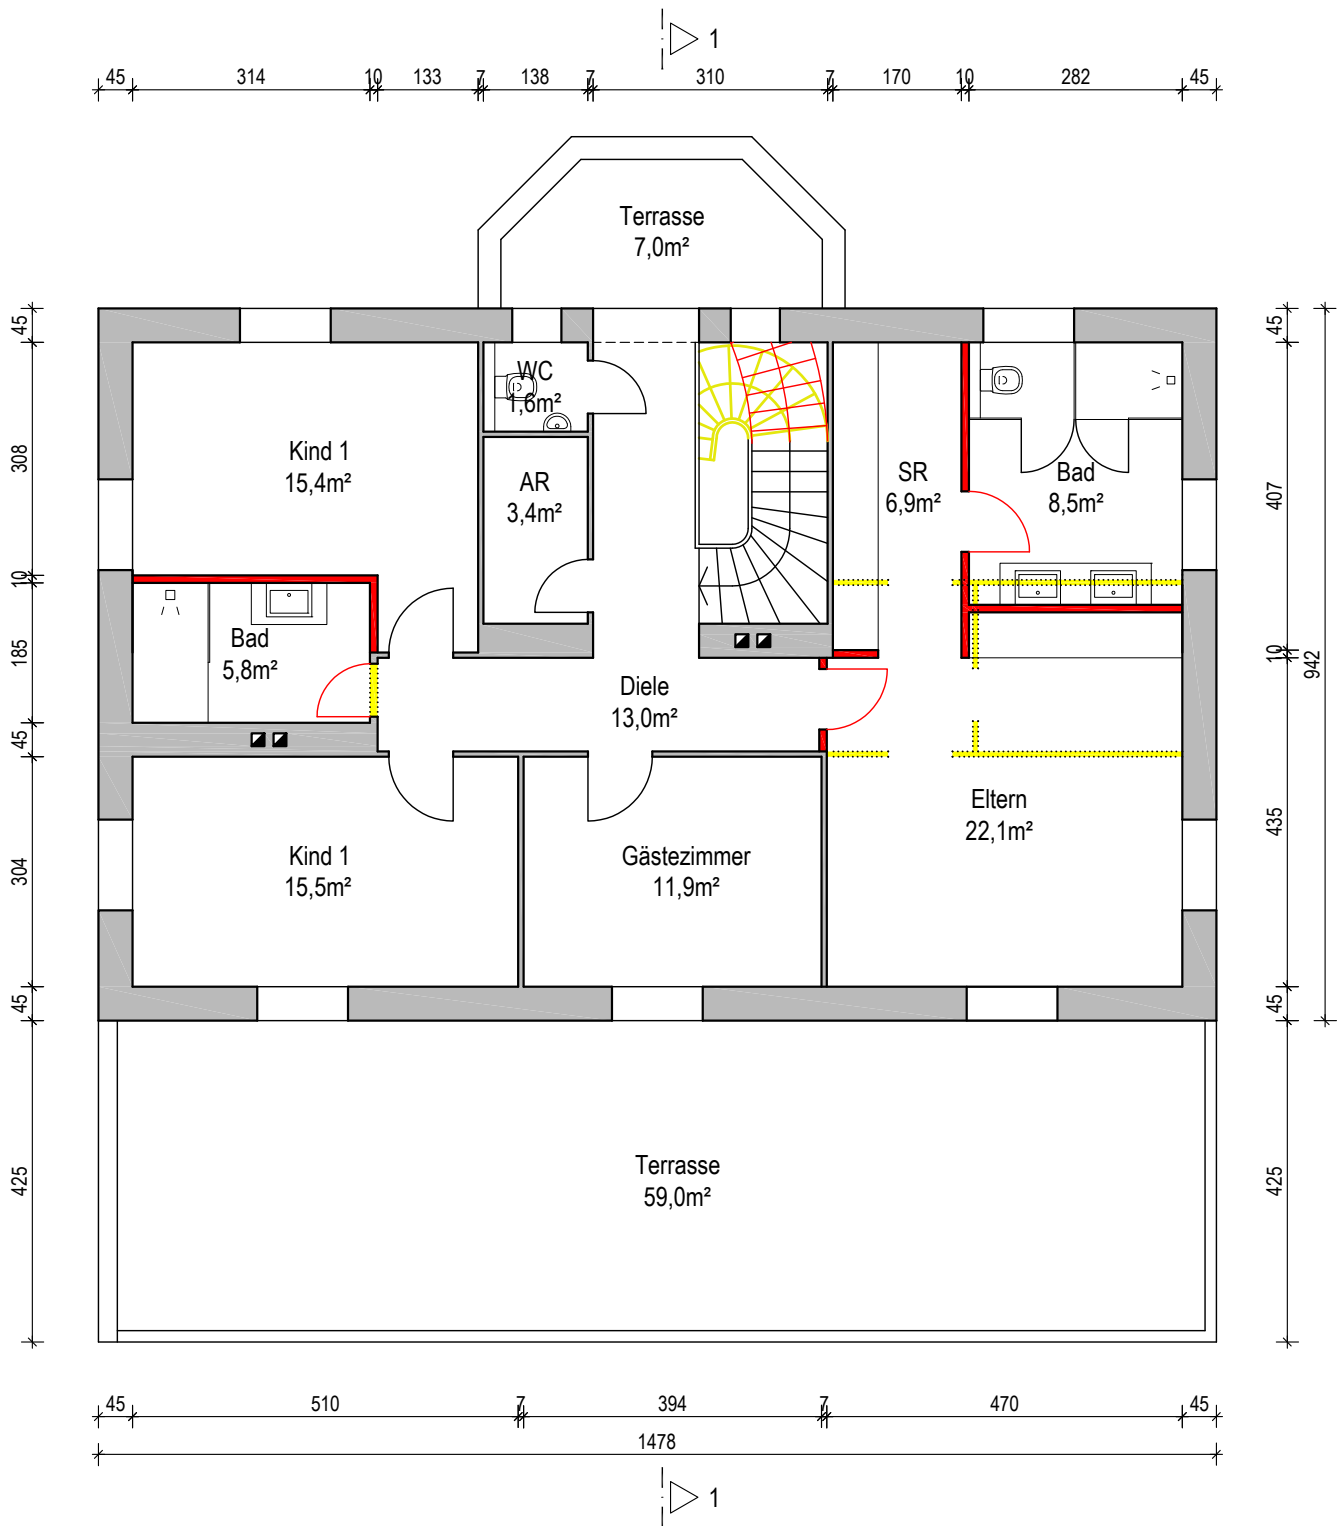 1
45 314 10 133 7 138 7 310 7 170 10 282 45
Terrasse
7,0m²
WC
1,6m²
Kind 1
15,4m²
AR
3,4m²
SR
6,9m²
Bad
8,5m²
Bad
5,8m²
Diele
13,0m²
Eltern
22,1m²
Kind 1
15,5m²
Gästezimmer
11,9m²
Terrasse
59,0m²
45
308
10
185
45
304
45
425
45
407
10
435
45
425
942
45 510 7 394 7 470 45
1478
1